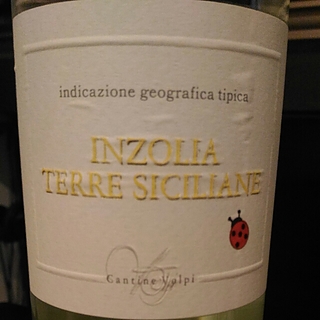 indicazione geografica tipica
INZOLIA
TERRE SICILIANE
Cantine Volpi